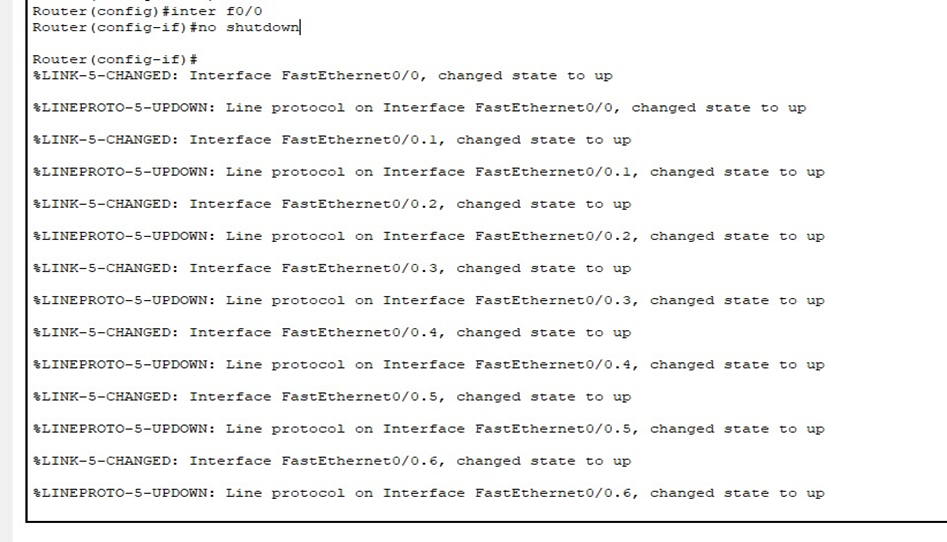 Router(config)#inter f0/0
Router(config-if)#no shutdown
Router(config-if)#
%LINK-5-CHANGED: Interface FastEthernet0/0, changed state to up
%LINEPROTO-5-UPDOWN: Line protocol on Interface FastEthernet0/0, changed state to up
%LINK-5-CHANGED: Interface FastEthernet0/0.1, changed state to up
%LINEPROTO-5-UPDOWN: Line protocol on Interface FastEthernet0/0.1, changed state to up
%LINK-5-CHANGED: Interface FastEthernet0/0.2, changed state to up
%LINEPROTO-5-UPDOWN: Line protocol on Interface FastEthernet0/0.2, changed state to up
%LINK-5-CHANGED: Interface FastEthernet0/0.3, changed state to up
%LINEPROTO-5-UPDOWN: Line protocol on Interface FastEthernet0/0.3, changed state to up
%LINK-5-CHANGED: Interface FastEthernet0/0.4, changed state to up
%LINEPROTO-5-UPDOWN: Line protocol on Interface FastEthernet0/0.4, changed state to up
%LINK-5-CHANGED: Interface FastEthernet0/0.5, changed state to up
%LINEPROTO-5-UPDOWN: Line protocol on Interface FastEthernet0/0.5, changed state to up
%LINK-5-CHANGED: Interface FastEthernet0/0.6, changed state to up
%LINEPROTO-5-UPDOWN: Line protocol on Interface FastEthernet0/0.6, changed state to up